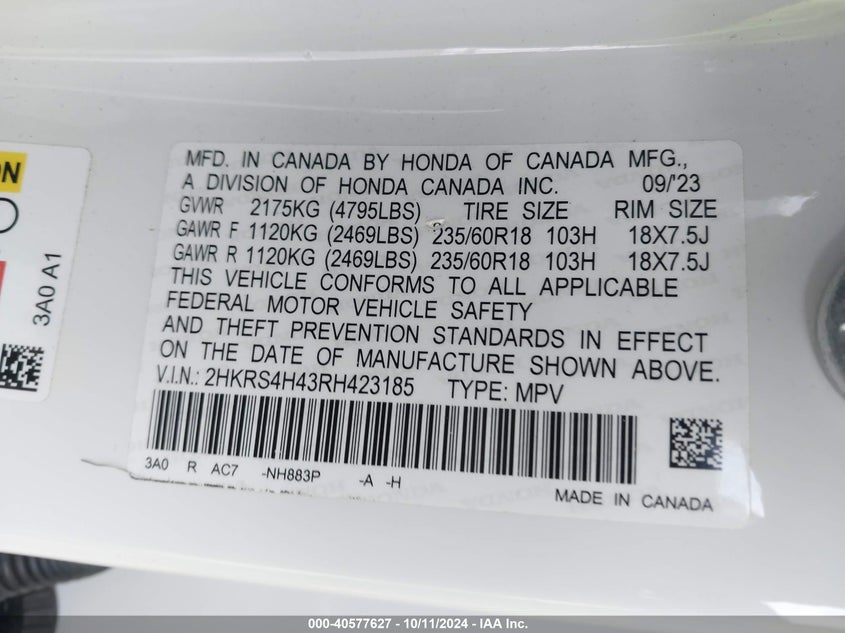 ON
3A0 A1
MFD. IN CANADA BY HONDA OF CANADA MFG.,
A DIVISION OF HONDA CANADA INC. 09/'23
GVWR 2175KG (4795LBS) TIRE SIZE RIM SIZE
GAWR F 1120KG (2469LBS) 235/60R18 103H 18X7.5J
GAWR R 1120KG (2469LBS) 235/60R18 103H 18X7.5J
THIS VEHICLE CONFORMS TO ALL APPLICABLE
FEDERAL MOTOR VEHICLE SAFETY
AND THEFT PREVENTION STANDARDS IN EFFECT
ON THE DATE OF MANUFACTURE SHOWN ABOVE.
V.I.N.: 2HKRS4H43RH423185 TYPE: MPV
3A0 R AC7 -NH883P -A -H
MADE IN CANADA
000-40577627 - 10/11/2024 - IAA Inc.